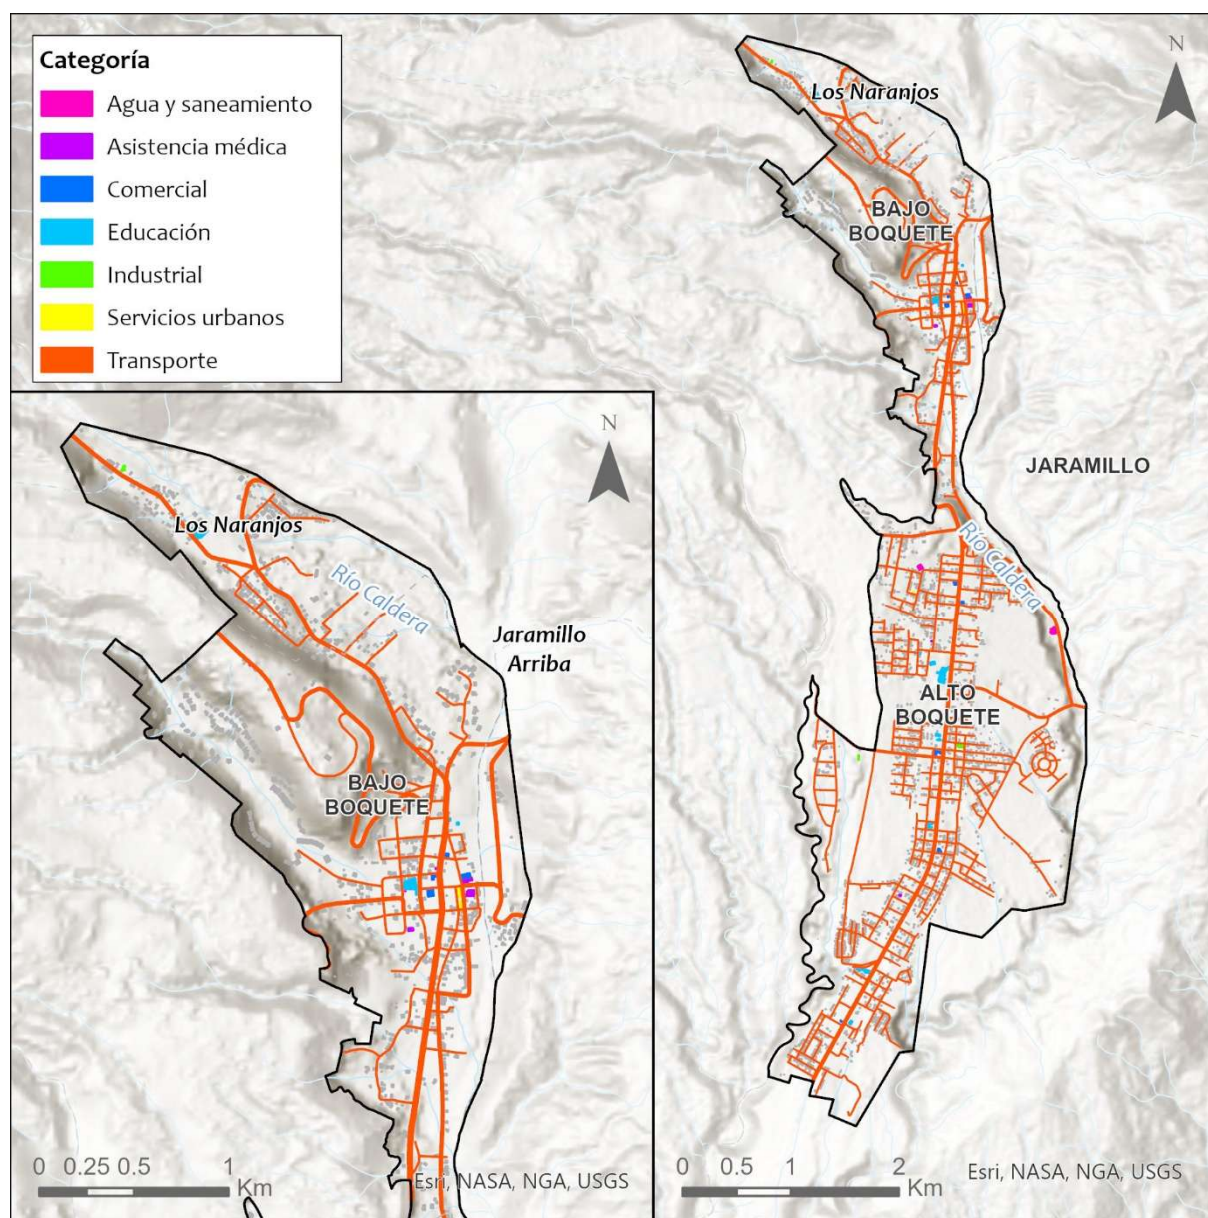 Categoría
Agua y saneamiento
Asistencia médica
Comercial
Educación
Industrial
Servicios urbanos
Transporte
N
Los Naranjos
BAJO
BOQUETE
JARAMILLO
Río Caldera
ALTO
BOQUETE
0 0.5 1 2
Km
Esri, NASA, NGA, USGS
N
Los Naranjos
Río Caldera
Jaramillo
Arriba
BAJO
BOQUETE
0 0.25 0.5 1
Km
Esri, NASA, NGA, USGS